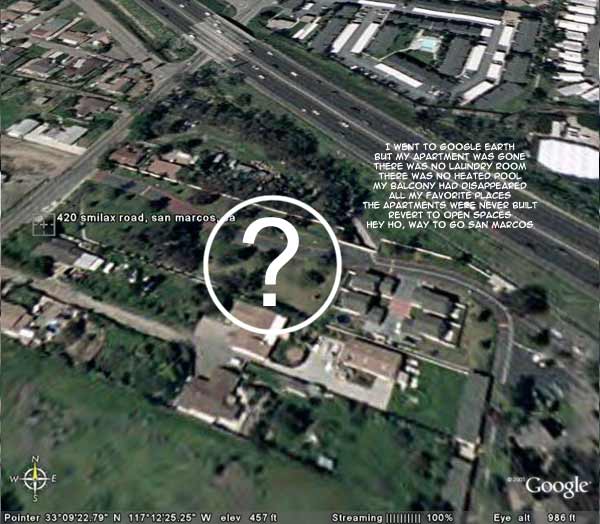 I WENT TO GOOGLE EARTH
BUT MY APARTMENT WAS GONE
THERE WAS NO LAUNDRY ROOM
THERE WAS NO HEATED POOL
MY BALCONY HAD DISAPPEARED
ALL MY FAVORITE PLACES
THE APARTMENTS WERE NEVER BUILT
REVERT TO OPEN SPACES
HEY HO, WAY TO GO SAN MARCOS
420 smilax road, san marcos, ca
?
N
W E
S
© 2005 Google
Pointer 33°09'22.79" N 117°12'25.25" W elev 457 ft Streaming |||||||||| 100% Eye alt 986 ft